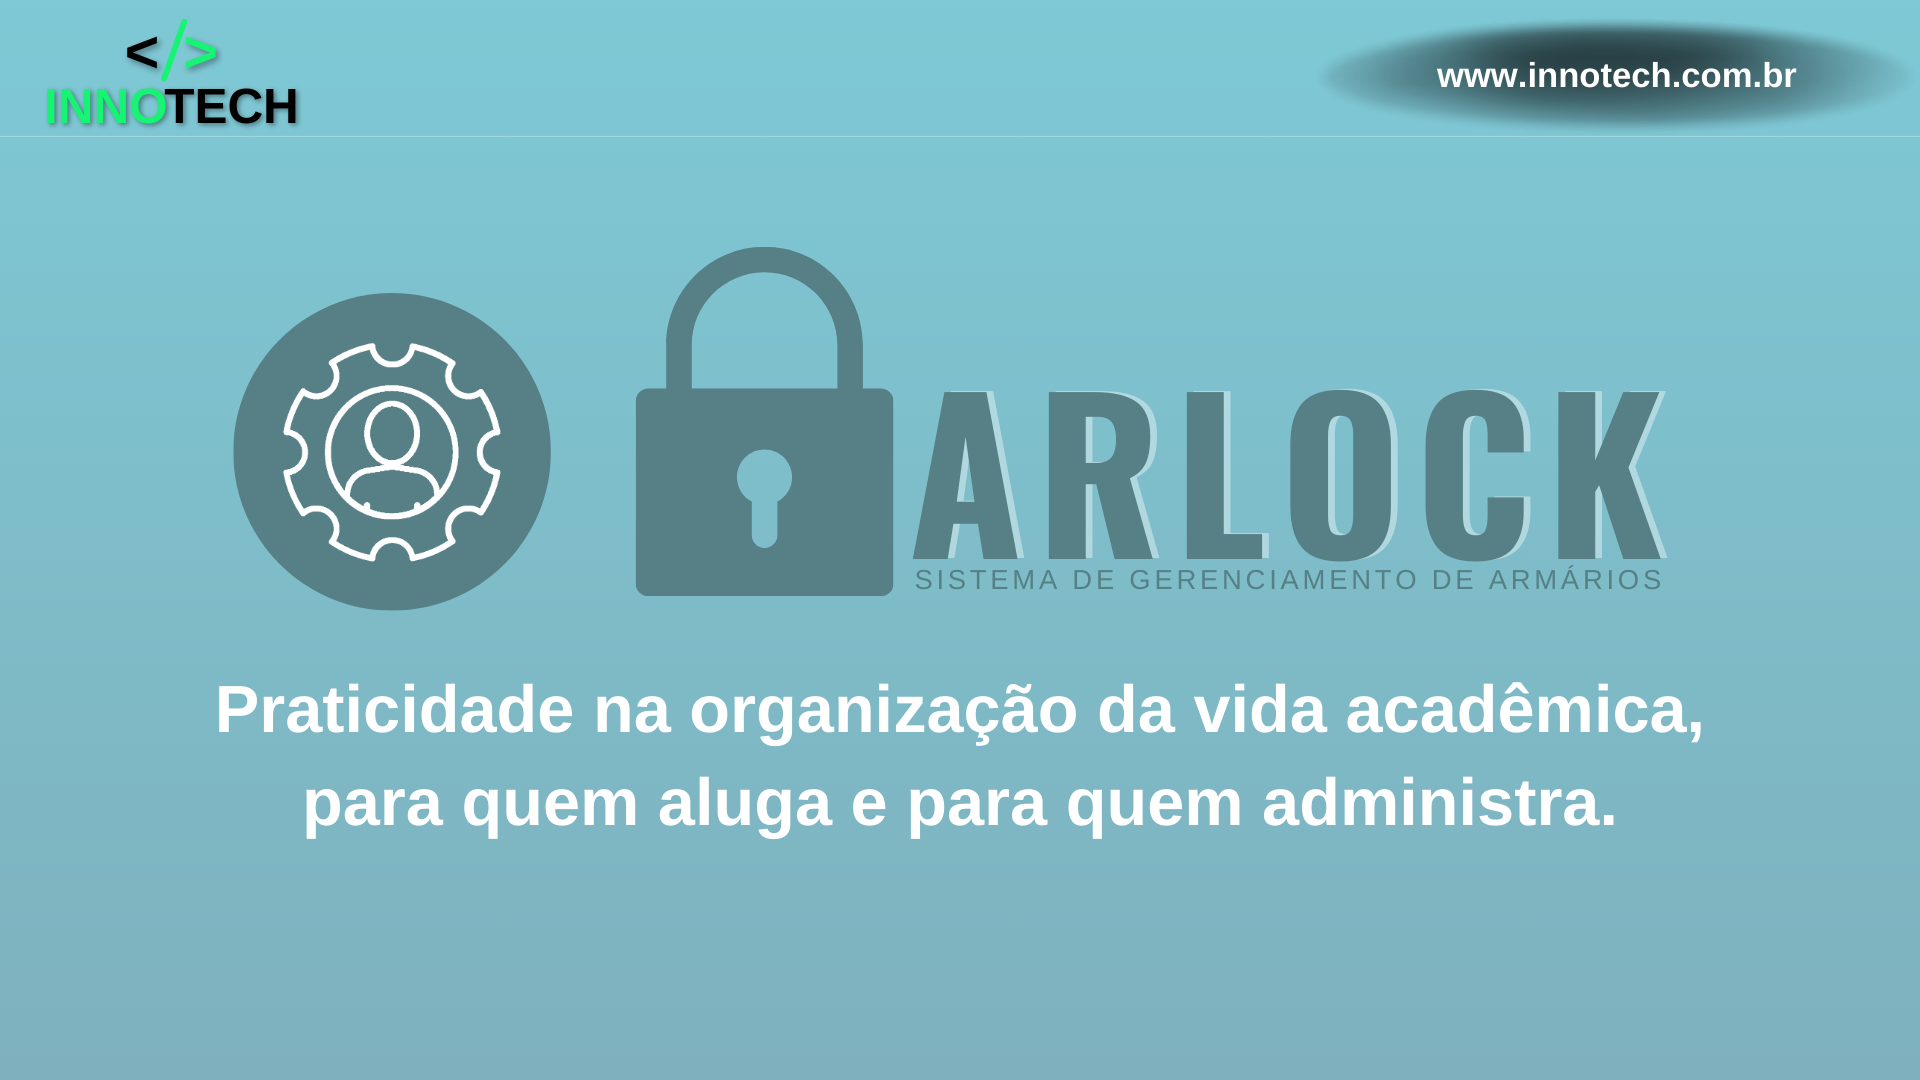 </>
INNOTECH
www.innotech.com.br
ARLOCK
SISTEMA DE GERENCIAMENTO DE ARMÁRIOS
Praticidade na organização da vida acadêmica,
para quem aluga e para quem administra.